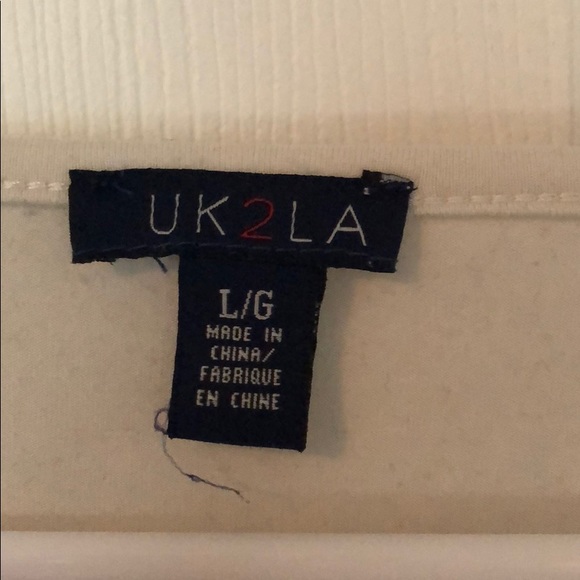 UK2LA
L/G
MADE IN
CHINA/
FABRIQUE
EN CHINE